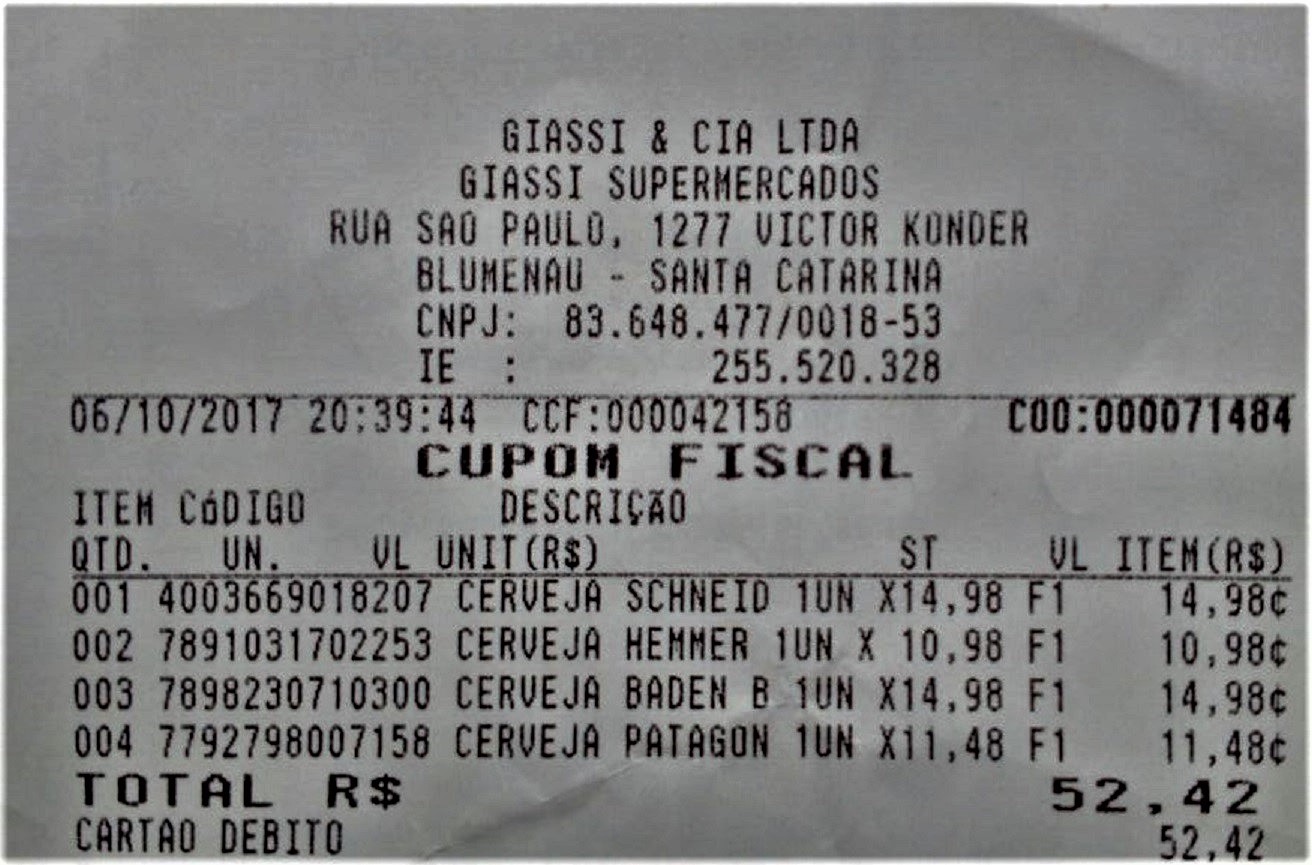 GIASSI & CIA LTDA
GIASSI SUPERMERCADOS
RUA SAO PAULO, 1277 VICTOR KONDER
BLUMENAU - SANTA CATARINA
CNPJ: 83.648.477/0018-53
IE : 255.520.328
06/10/2017 20:39:44 CCF:000042158 COO:000071484
CUPOM FISCAL
ITEM CóDIGO DESCRIÇÃO
QTD. UN. VL UNIT(R$) ST VL ITEM(R$)
001 4003669018207 CERVEJA SCHNEID 1UN X14,98 F1 14,98¢
002 7891031702253 CERVEJA HEMMER 1UN X 10,98 F1 10,98¢
003 7898230710300 CERVEJA BADEN B 1UN X14,98 F1 14,98¢
004 7792798007158 CERVEJA PATAGON 1UN X11,48 F1 11,48¢
TOTAL R$ 52,42
CARTAO DEBITO 52,42